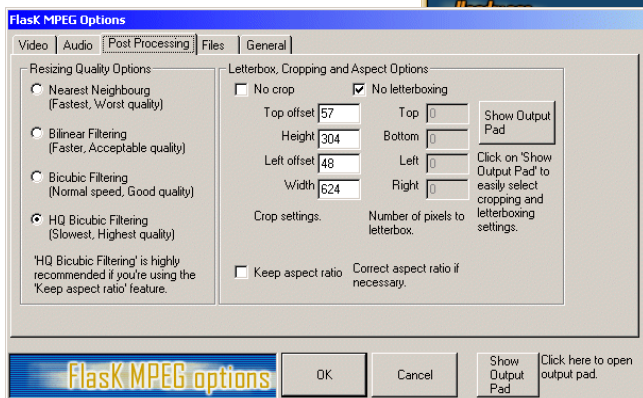 FlasK MPEG Options
Video Audio Post Processing Files General
Resizing Quality Options
Nearest Neighbourg
(Fastest, Worst quality)
Bilinear Filtering
(Faster, Acceptable quality)
Bicubic Filtering
(Normal speed, Good quality)
HQ Bicubic Filtering
(Slowest, Highest quality)
'HQ Bicubic Filtering' is highly
recommended if you're using the
'Keep aspect ratio' feature.
Letterbox, Cropping and Aspect Options
No crop No letterboxing
Top offset 57 Top 0
Height 304 Bottom 0
Left offset 48 Left 0
Width 624 Right 0
Crop settings.
Number of pixels to
letterbox.
Show Output
Pad
Click on 'Show
Output Pad' to
easily select
cropping and
letterboxing
settings.
Keep aspect ratio
Correct aspect ratio if
necessary.
FlasK MPEG options
OK
Cancel
Show
Output
Pad
Click here to open
output pad.